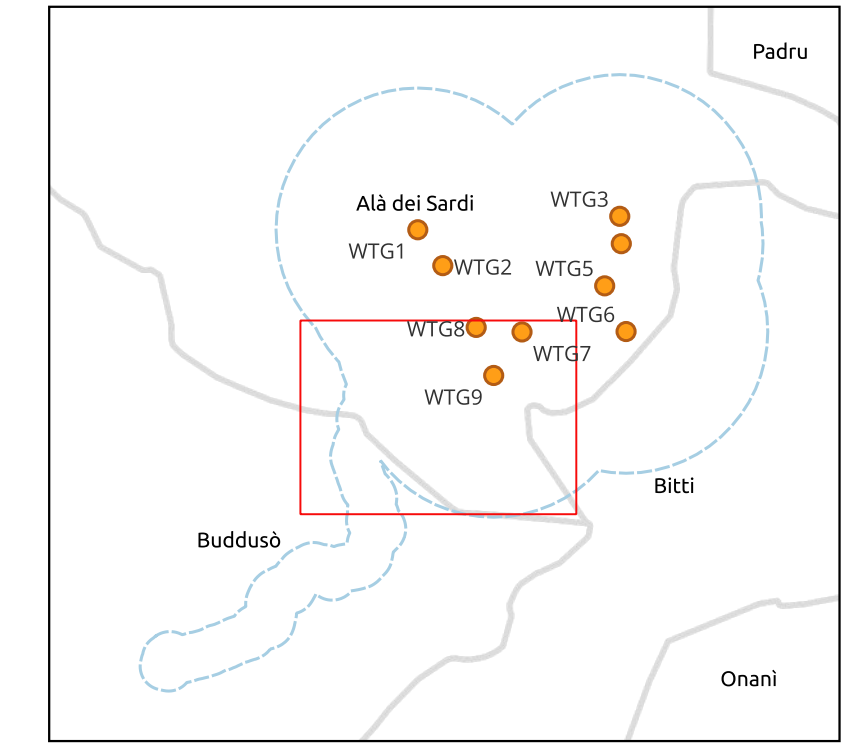 Padru
WTG3
Alà dei Sardi
WTG1
WTG2
WTG5
WTG6
WTG8
WTG7
WTG9
Bitti
Buddusò
Onanì